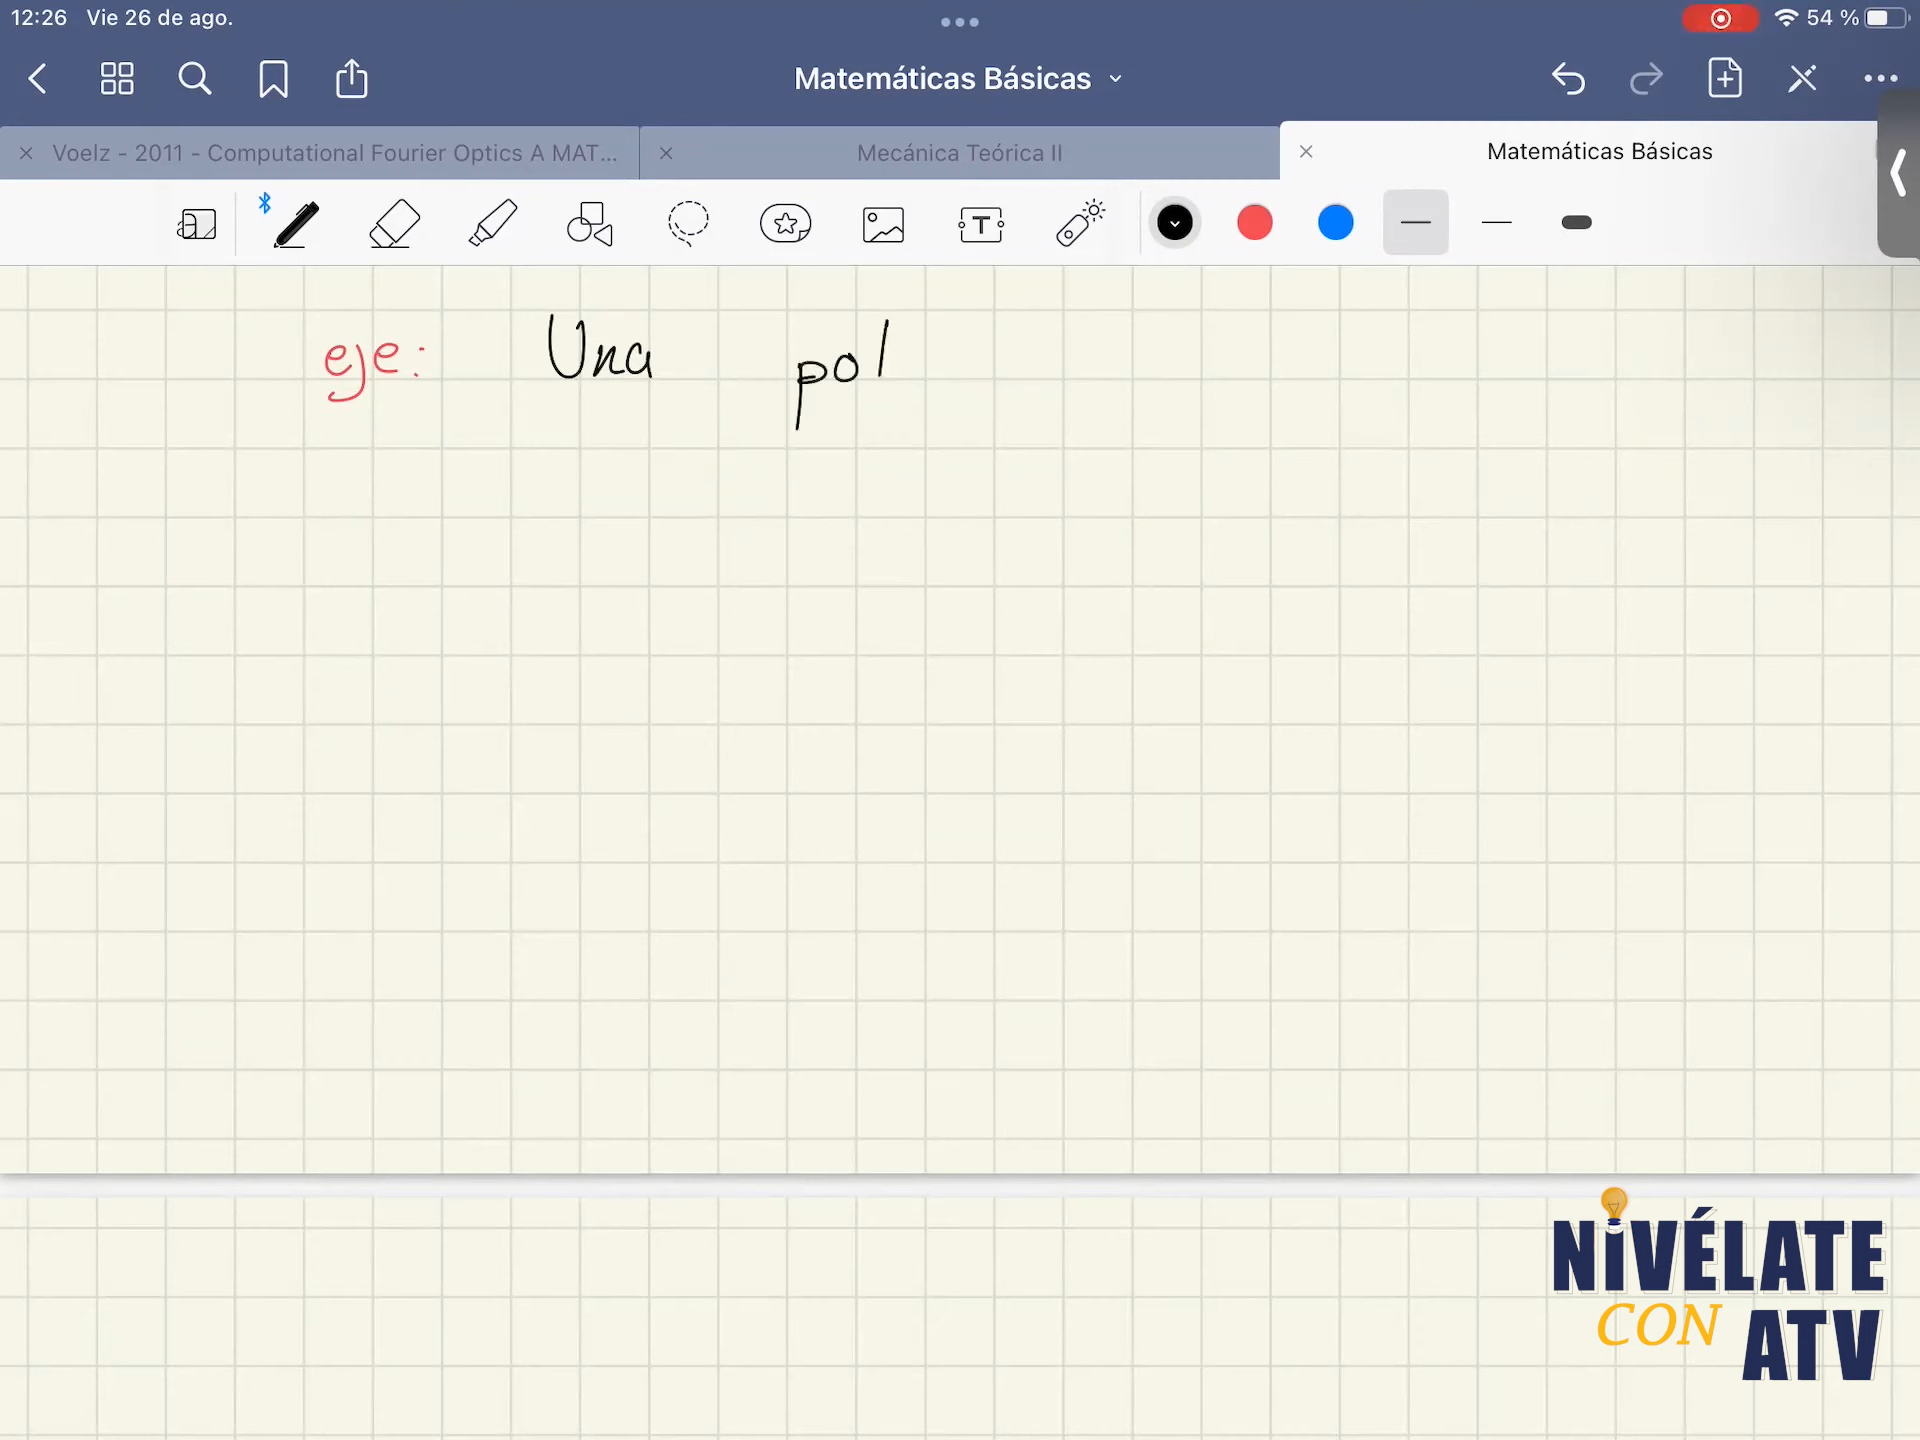 12:26 Vie 26 de ago. 54 %
Matemáticas Básicas
Voelz - 2011 - Computational Fourier Optics A MAT... Mecánica Teórica II Matemáticas Básicas
eje: Una pol
NIVÉLATE
CON
ATV